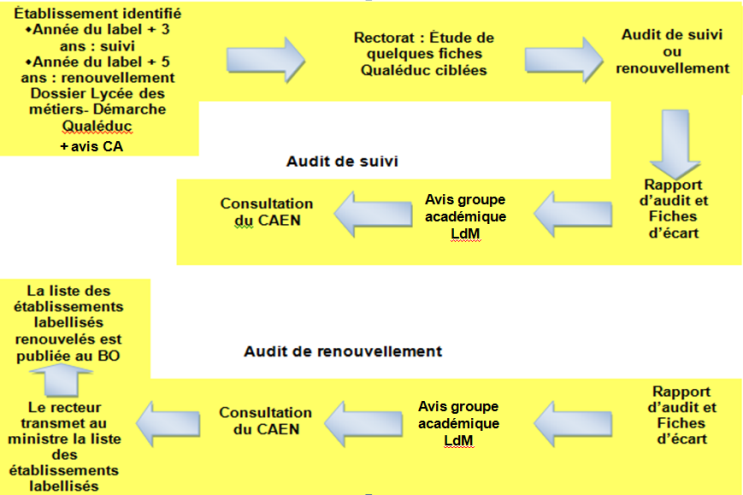 Établissement identifié
•Année du label + 3
ans : suivi
•Année du label + 5
ans : renouvellement
Dossier Lycée des
métiers- Démarche
Qualéduc
+ avis CA
Rectorat : Étude de
quelques fiches
Qualéduc ciblées
Audit de suivi
ou
renouvellement
Audit de suivi
Rapport
d'audit et
Fiches
d'écart
Avis groupe
académique
LdM
Consultation
du CAEN
Audit de renouvellement
Rapport
d'audit et
Fiches
d'écart
Avis groupe
académique
LdM
Consultation
du CAEN
Le recteur
transmet au
ministre la liste
des
établissements
labellisés
La liste des
établissements
labellisés
renouvelés est
publiée au BO